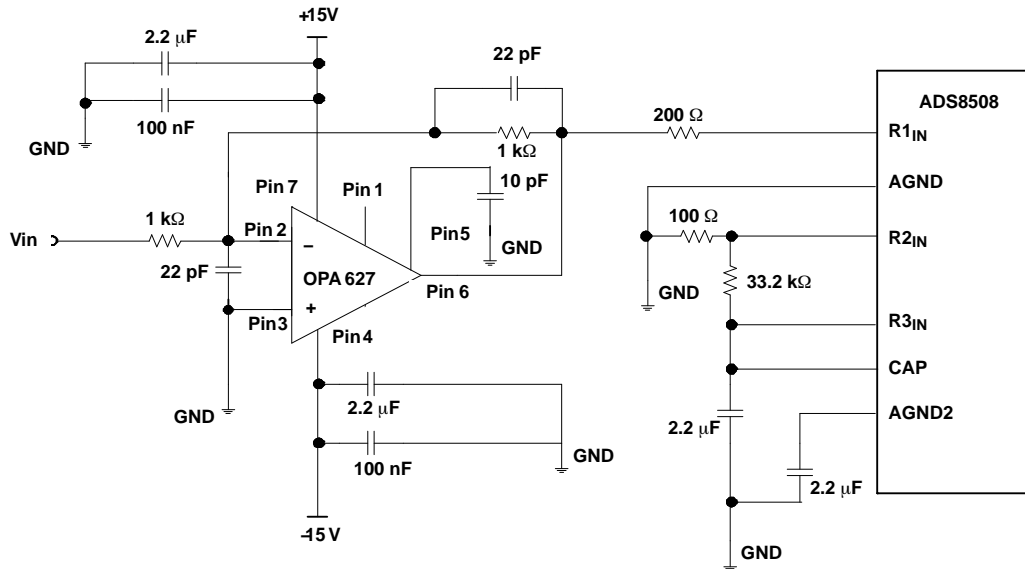 +15V
2.2 μF
100 nF
GND
22 pF
1 kΩ
10 pF
Pin 7
Pin 1
Pin5
GND
Vin
1 kΩ
Pin 2
22 pF
–
OPA 627
+
Pin3
Pin 6
Pin4
GND
2.2 μF
100 nF
GND
–15V
200 Ω
ADS8508
R1IN
AGND
100 Ω
R2IN
GND
33.2 kΩ
R3IN
CAP
2.2 μF
AGND2
2.2 μF
GND